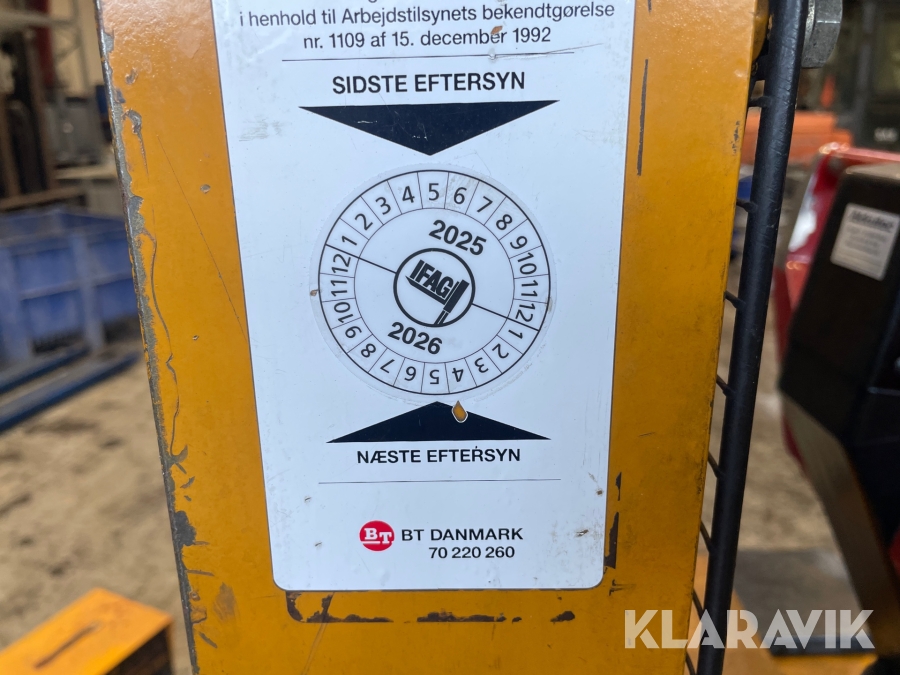 i henhold til Arbejdstilsynets bekendtgørelse
nr. 1109 af 15. december 1992
SIDSTE EFTERSYN
1 2 3 4 5 6 7 8 9 10 11 12
2025
IFAG
2026
1 2 3 4 5 6 7 8 9 10 11 12
NÆSTE EFTERSYN
BT BT DANMARK
70 220 260
KLARAVIK